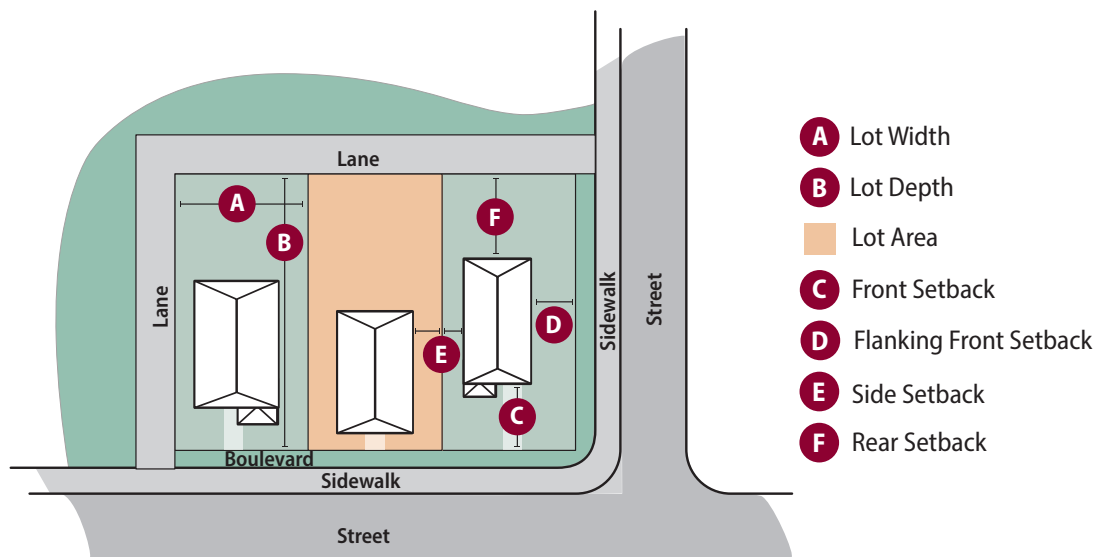 Lane
A
B
F
Lane
D
E
C
Boulevard
Sidewalk
Street
Sidewalk
Street
A Lot Width
B Lot Depth
Lot Area
C Front Setback
D Flanking Front Setback
E Side Setback
F Rear Setback